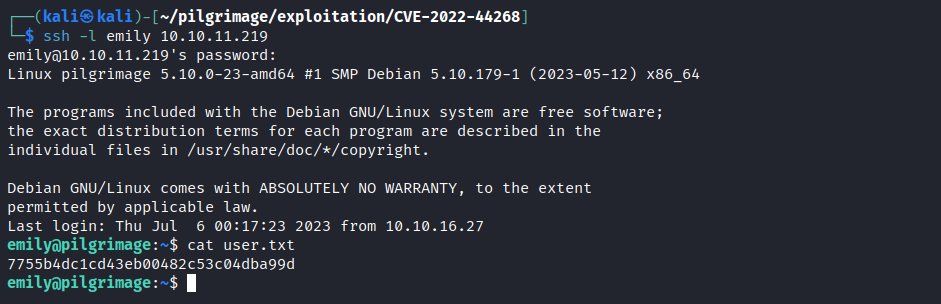 ┌──(kali㉿kali)-[~/pilgrimage/exploitation/CVE-2022-44268]
└─$ ssh -l emily 10.10.11.219
emily@10.10.11.219's password:
Linux pilgrimage 5.10.0-23-amd64 #1 SMP Debian 5.10.179-1 (2023-05-12) x86_64
The programs included with the Debian GNU/Linux system are free software;
the exact distribution terms for each program are described in the
individual files in /usr/share/doc/*/copyright.
Debian GNU/Linux comes with ABSOLUTELY NO WARRANTY, to the extent
permitted by applicable law.
Last login: Thu Jul  6 00:17:23 2023 from 10.10.16.27
emily@pilgrimage:~$ cat user.txt
7755b4dc1cd43eb00482c53c04dba99d
emily@pilgrimage:~$